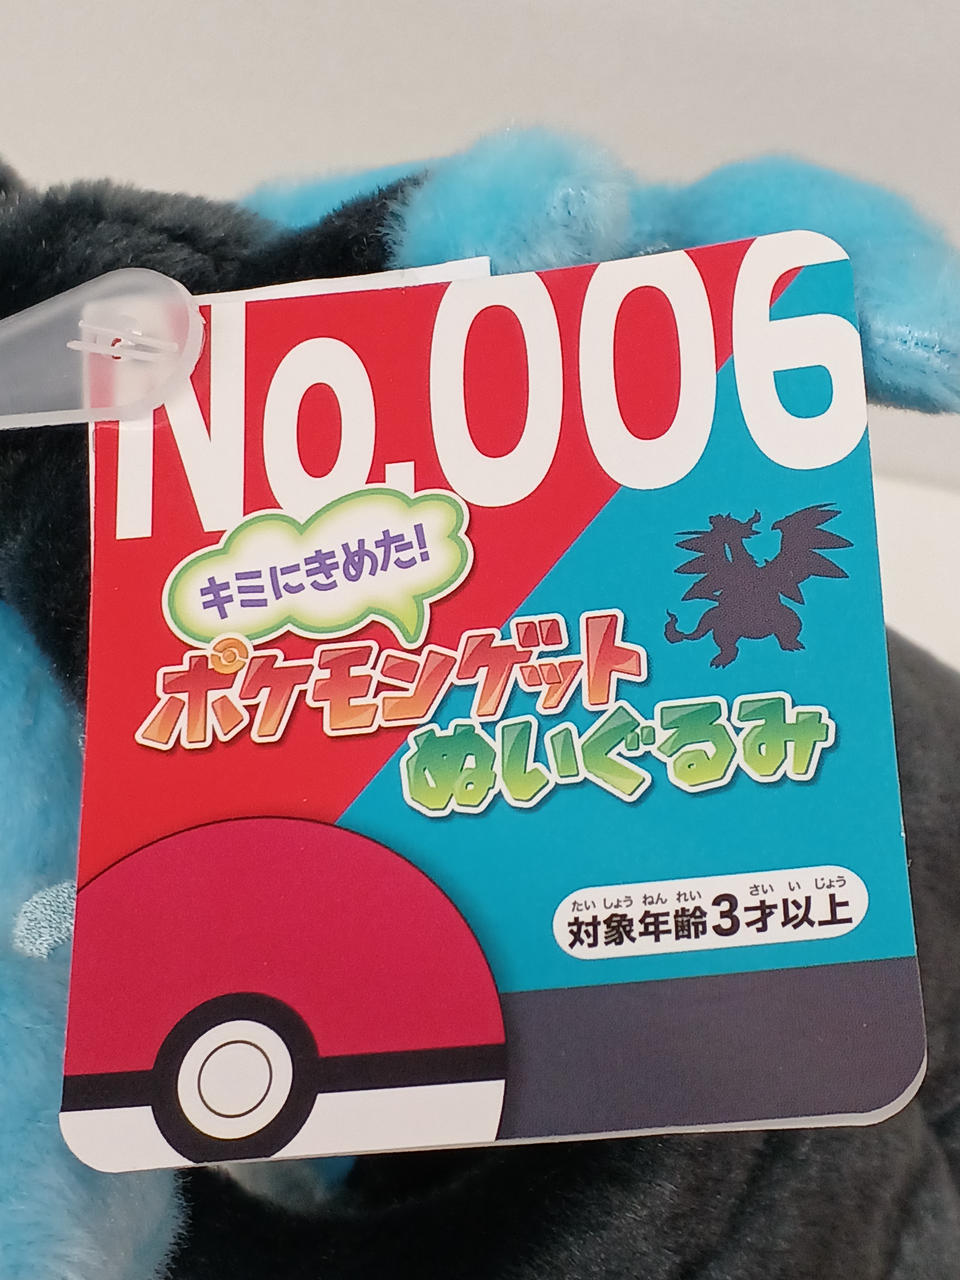 No.006
キミにきめた!
ポケモンゲット
ぬいぐるみ
たいしょうねんれい さいいじょう
対象年齢3才以上